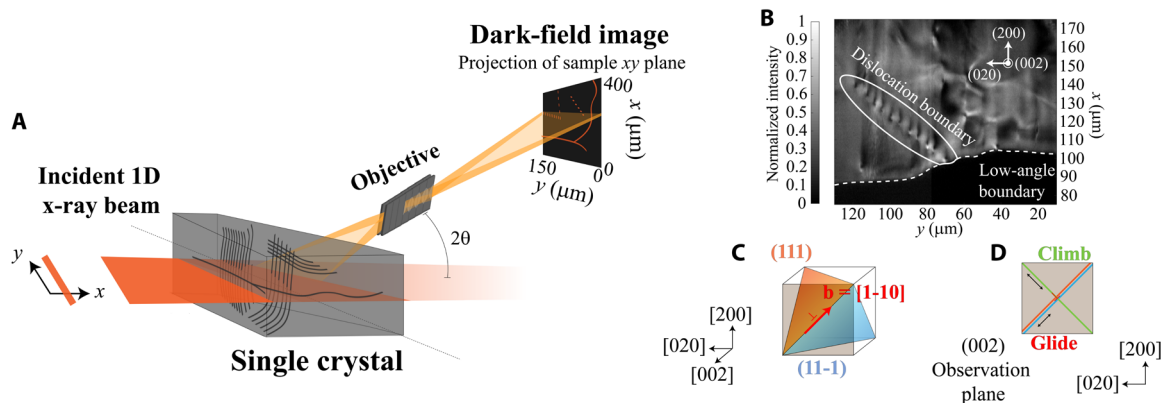 A
Incident 1D
x-ray beam
y
x
Single crystal
Objective
2θ
Dark-field image
Projection of sample xy plane
400
x (μm)
0
150
0
y (μm)
B
Normalized intensity
1
0.9
0.8
0.7
0.6
0.5
0.4
0.3
0.2
0.1
0
Dislocation boundary
(200)
(020)
(002)
Low-angle
boundary
170
160
150
140
130
120
110
100
90
80
x (μm)
120
100
80
60
40
20
y (μm)
C
(111)
b = [1-10]
(11-1)
[200]
[020]
[002]
D
Climb
Glide
(002)
Observation
plane
[200]
[020]